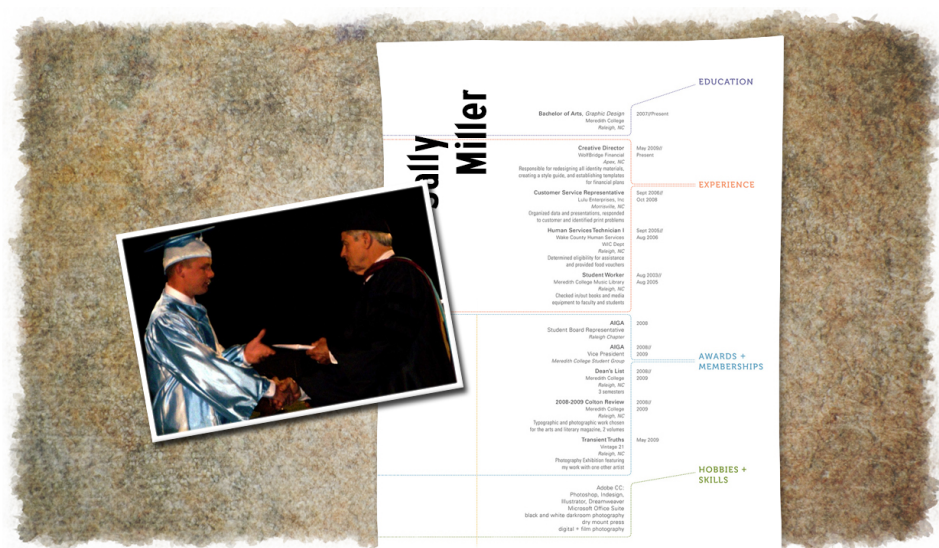 ally
Miller
EDUCATION
Bachelor of Arts, Graphic Design
Meredith College
Raleigh, NC
2007//Present
Creative Director
WolfBridge Financial
Apex, NC
Responsible for redesigning all identity materials,
creating a style guide, and establishing templates
for financial plans
May 2009//
Present
EXPERIENCE
Customer Service Representative
Lulu Enterprises, Inc
Morrisville, NC
Organized data and presentations, responded
to customer and identified print problems
Sept 2006//
Oct 2008
Human Services Technician I
Wake County Human Services
WIC Dept
Raleigh, NC
Determined eligibility for assistance
and provided food vouchers
Sept 2005//
Aug 2006
Student Worker
Meredith College Music Library
Raleigh, NC
Checked in/out books and media
equipment to faculty and students
Aug 2003//
Aug 2005
AIGA
Student Board Representative
Raleigh Chapter
2009
AIGA
Vice President
Meredith College Student Group
2008//
2009
AWARDS +
MEMBERSHIPS
Dean's List
Meredith College
Raleigh, NC
3 semesters
2008//
2009
2008-2009 Colton Review
Meredith College
Raleigh, NC
Typographic and photographic work chosen
for the arts and literary magazine, 2 volumes
2008//
2009
Transient Truths
Vintage 21
Raleigh, NC
Photography Exhibition featuring
my work with one other artist
May 2009
HOBBIES +
SKILLS
Adobe CC:
Photoshop, Indesign,
Illustrator, Dreamweaver
Microsoft Office Suite
black and white darkroom photography
dry mount press
digital + film photography